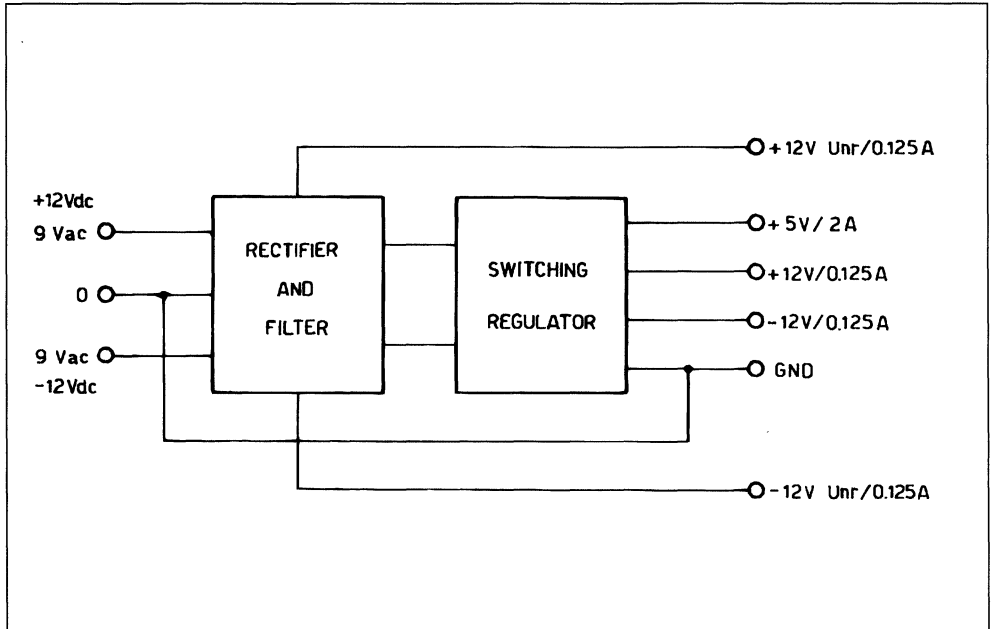 +12Vdc
9 Vac
0
9 Vac
-12Vdc
RECTIFIER
AND
FILTER
SWITCHING
REGULATOR
+12V Unr/0.125A
+5V/2A
+12V/0.125A
-12V/0.125A
GND
-12V Unr/0.125A